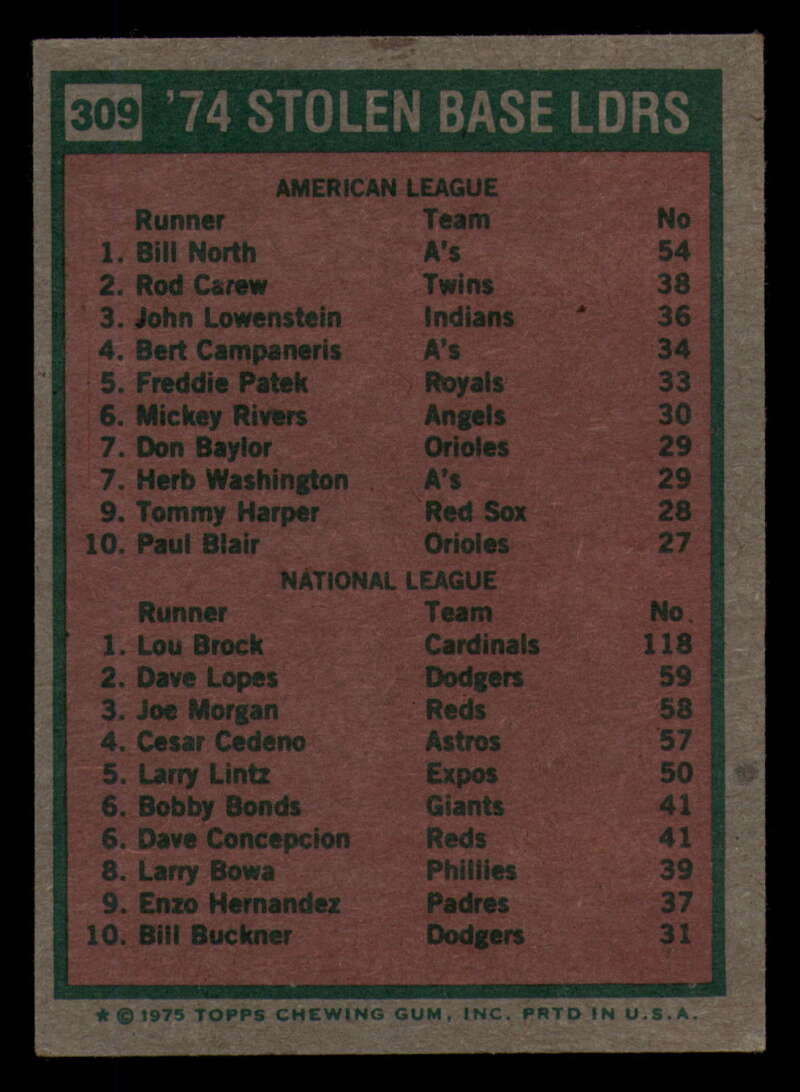 309 '74 STOLEN BASE LDRS
AMERICAN LEAGUE
Runner Team No
1. Bill North A's 54
2. Rod Carew Twins 38
3. John Lowenstein Indians 36
4. Bert Campaneris A's 34
5. Freddie Patek Royals 33
6. Mickey Rivers Angels 30
7. Don Baylor Orioles 29
7. Herb Washington A's 29
9. Tommy Harper Red Sox 28
10. Paul Blair Orioles 27
NATIONAL LEAGUE
Runner Team No.
1. Lou Brock Cardinals 118
2. Dave Lopes Dodgers 59
3. Joe Morgan Reds 58
4. Cesar Cedeno Astros 57
5. Larry Lintz Expos 50
6. Bobby Bonds Giants 41
6. Dave Concepcion Reds 41
8. Larry Bowa Phillies 39
9. Enzo Hernandez Padres 37
10. Bill Buckner Dodgers 31
* © 1975 TOPPS CHEWING GUM, INC. PRTD IN U.S.A.